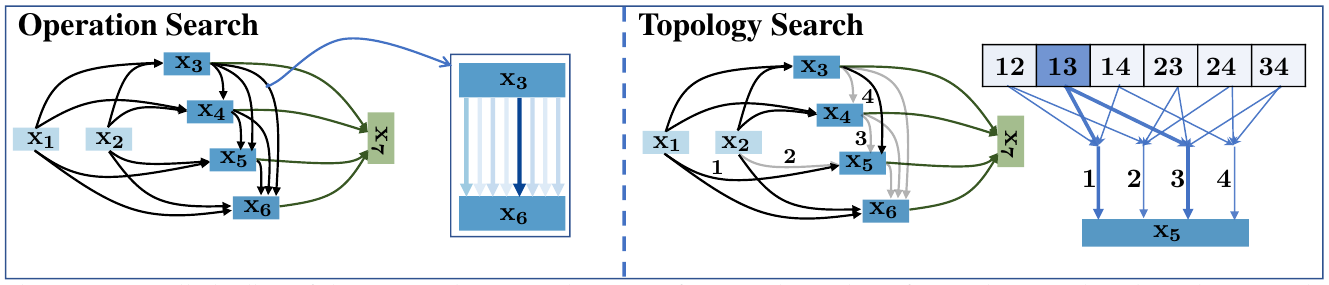 Operation Search
x3
x4
x1
x2
x5
x6
x7
x3
x6
Topology Search
x3
4
x4
x1
x2
3
1
2
x5
x6
x7
12 13 14 23 24 34
1 2 3 4
x5